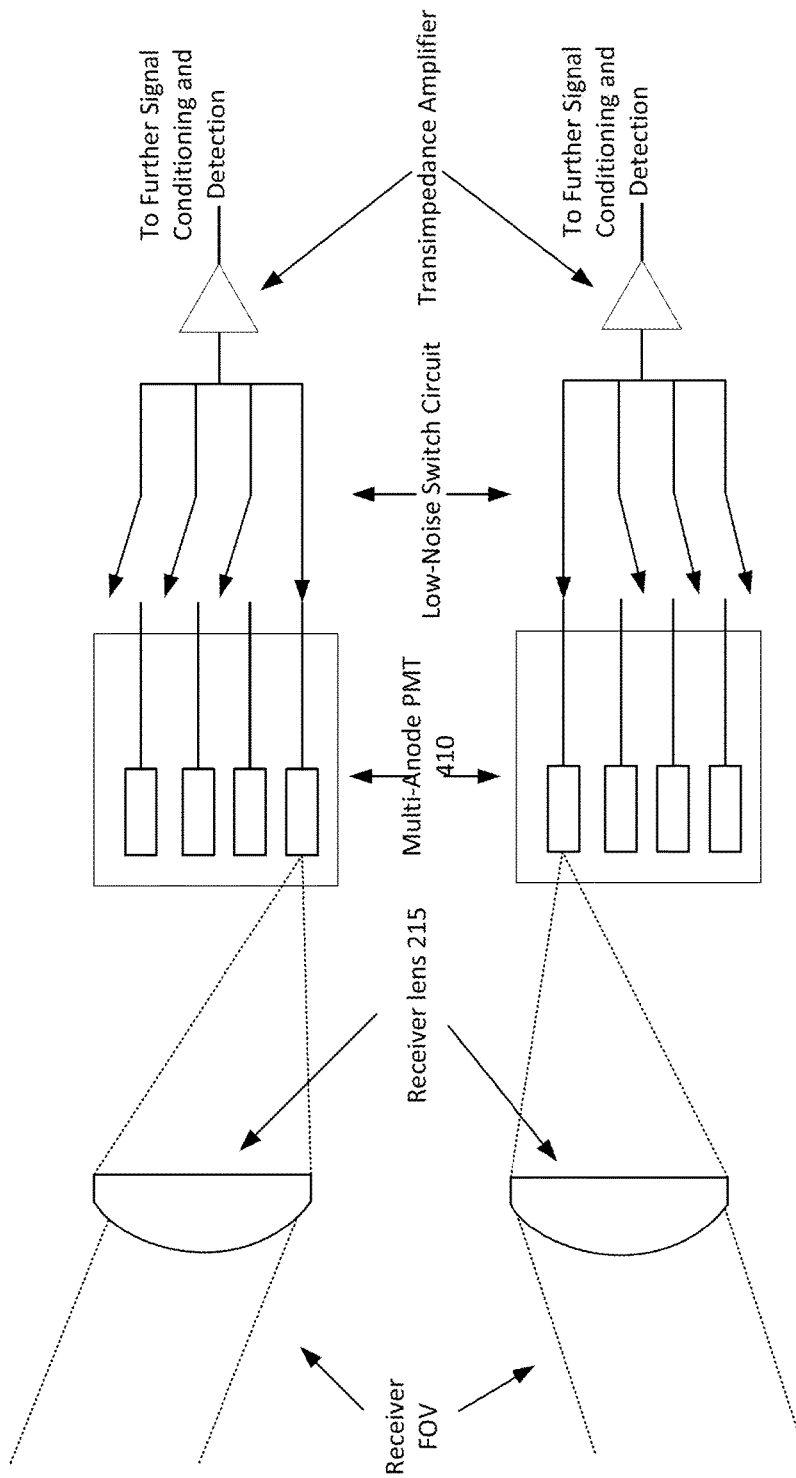 To Further Signal
Conditioning and
Detection
To Further Signal
Conditioning and
Detection
Transimpedance Amplifier
Low-Noise Switch Circuit
Multi-Anode PMT
410
Receiver lens 215
Receiver
FOV